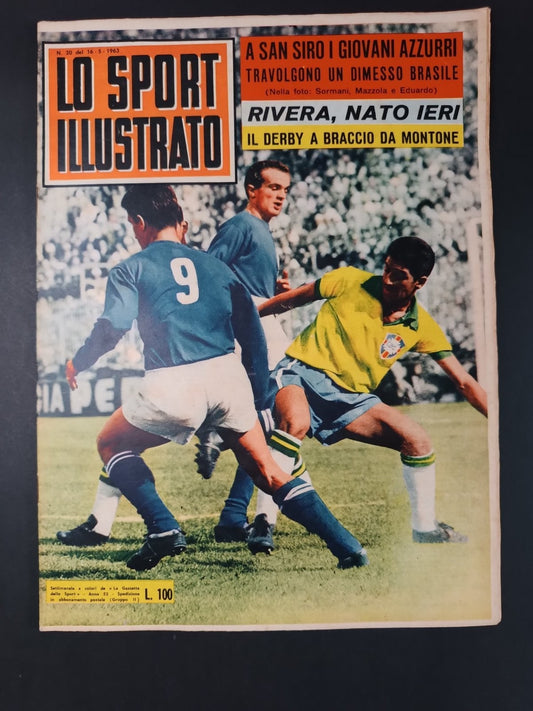 N. 20 del 16-5-1963
LO SPORT
ILLUSTRATO
A SAN SIRO I GIOVANI AZZURRI
TRAVOLGONO UN DIMESSO BRASILE
(Nella foto: Sormani, Mazzola e Eduardo)
RIVERA, NATO IERI
IL DERBY A BRACCIO DA MONTONE
9
IA PE
Settimanale a colori de «La Gazzetta
dello Sport» - Anno 52 - Spedizione
in abbonamento postale (Gruppo II)
L. 100